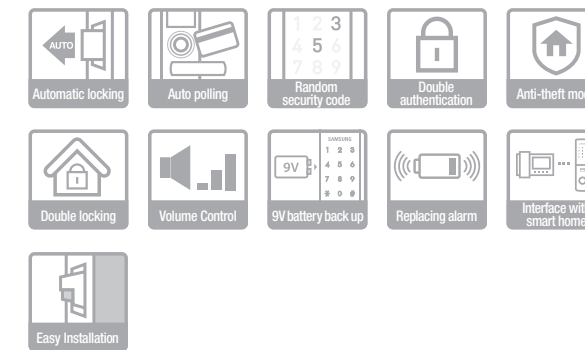 AUTO
Automatic locking
Auto polling
1 2 3
4 5 6
7 8 9
Random
security code
Double
authentication
Anti-theft
Double locking
Volume Control
9V
SAMSUNG
1 2 3
4 5 6
7 8 9
* 0 #
9V battery back up
Replacing alarm
Interface
smart home
Easy Installation